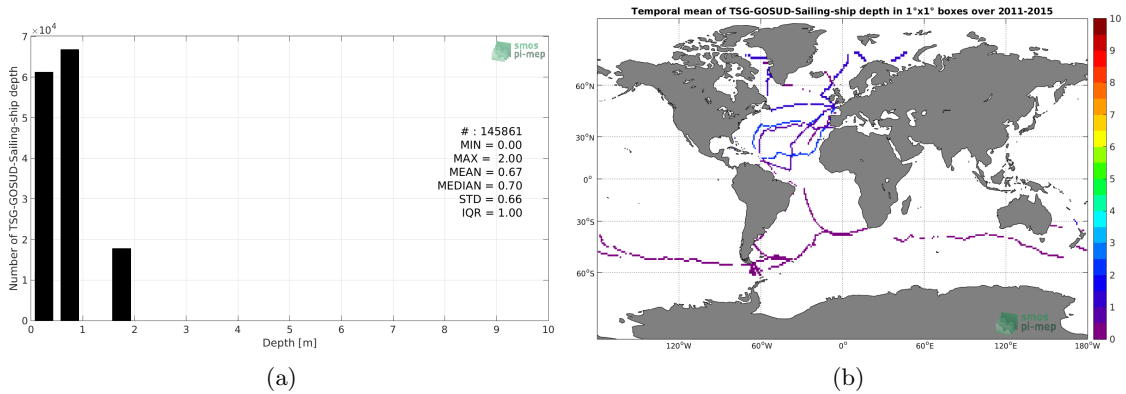 ×10⁴
7
6
5
4
3
2
1
0
Number of TSG-GOSUD-Sailing-ship depth
smos
pi-mep
# : 145861
MIN = 0.00
MAX = 2.00
MEAN = 0.67
MEDIAN = 0.70
STD = 0.66
IQR = 1.00
0 1 2 3 4 5 6 7 8 9 10
Depth [m]
(a)
Temporal mean of TSG-GOSUD-Sailing-ship depth in 1°x1° boxes over 2011-2015
60°N
30°N
0°
30°S
60°S
120°W 60°W 0° 60°E 120°E 180°W
smos
pi-mep
10
9
8
7
6
5
4
3
2
1
0
(b)